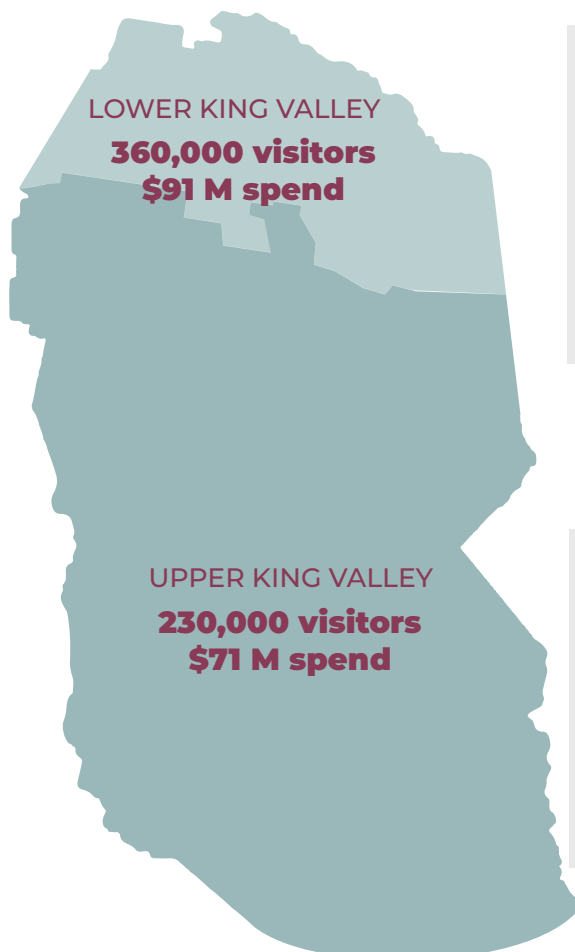 LOWER KING VALLEY
360,000 visitors
$91 M spend
UPPER KING VALLEY
230,000 visitors
$71 M spend